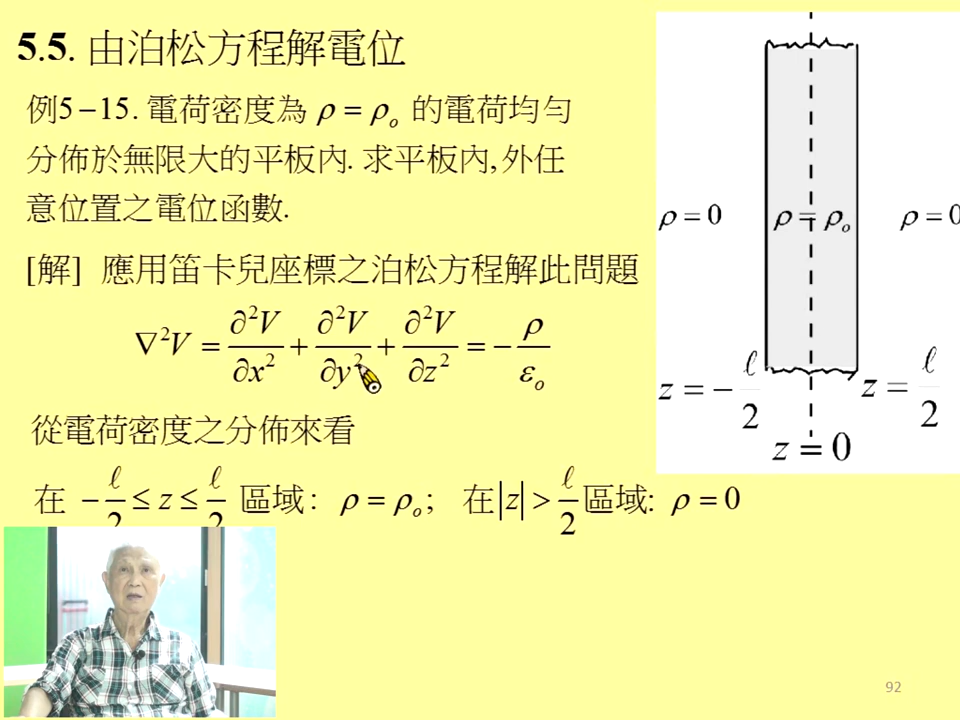 5.5. 由泊松方程解電位
例5−15. 電荷密度為 ρ = ρₒ 的電荷均勻
分佈於無限大的平板內. 求平板內, 外任
意位置之電位函數.
[解] 應用笛卡兒座標之泊松方程解此問題
∇²V = ∂²V/∂x² + ∂²V/∂y² + ∂²V/∂z² = − ρ/εₒ
從電荷密度之分佈來看
在 −ℓ/2 ≤ z ≤ ℓ/2 區域 : ρ = ρₒ ; 在 |z| > ℓ/2 區域: ρ = 0
ρ = 0
ρ = ρₒ
ρ = 0
z = − ℓ/2
z = ℓ/2
z = 0
92